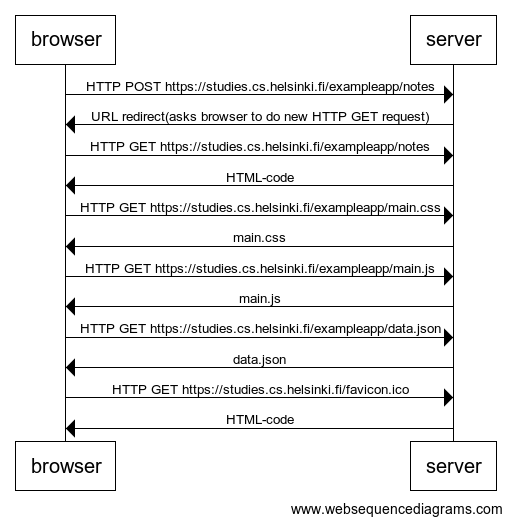 browser server
HTTP POST https://studies.cs.helsinki.fi/exampleapp/notes
URL redirect(asks browser to do new HTTP GET request)
HTTP GET https://studies.cs.helsinki.fi/exampleapp/notes
HTML-code
HTTP GET https://studies.cs.helsinki.fi/exampleapp/main.css
main.css
HTTP GET https://studies.cs.helsinki.fi/exampleapp/main.js
main.js
HTTP GET https://studies.cs.helsinki.fi/exampleapp/data.json
data.json
HTTP GET https://studies.cs.helsinki.fi/favicon.ico
HTML-code
browser server
www.websequencediagrams.com